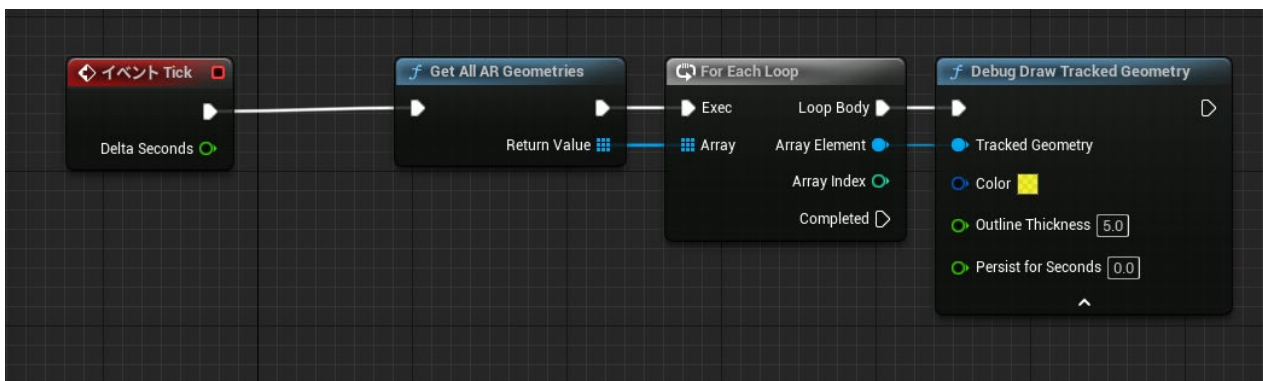 イベント Tick
Delta Seconds
Get All AR Geometries
Return Value
For Each Loop
Exec
Loop Body
Array
Array Element
Array Index
Completed
Debug Draw Tracked Geometry
Tracked Geometry
Color
Outline Thickness 5.0
Persist for Seconds 0.0